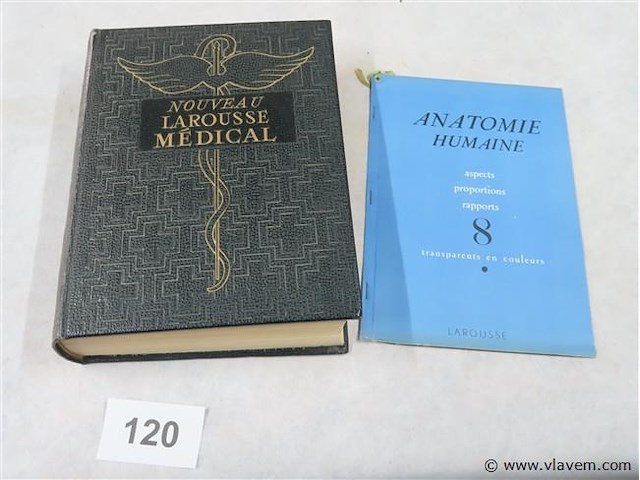 NOUVEAU
LAROUSSE
MÉDICAL
ANATOMIE
HUMAINE
aspects
proportions
rapports
8
transparents en couleurs
LAROUSSE
120
© www.vlavem.com